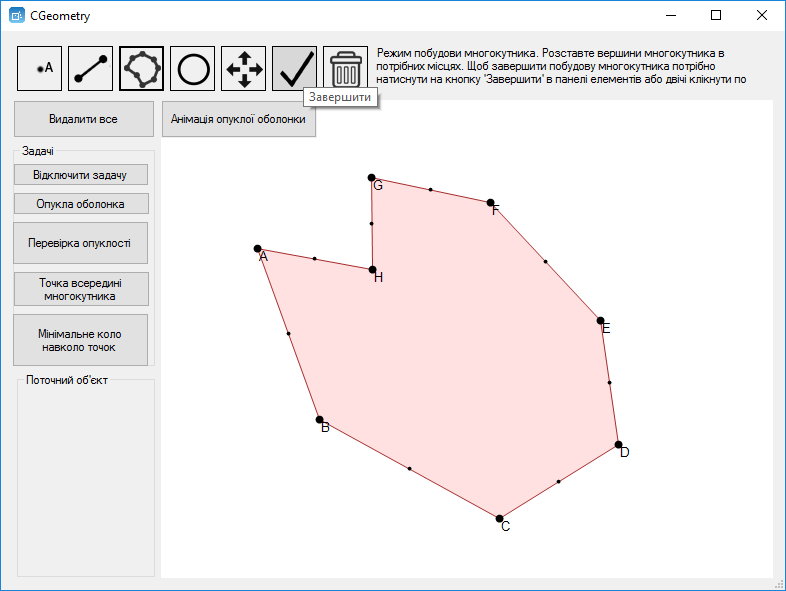 CGeometry
A
Режим побудови многокутника. Розставте вершини многокутника в
потрібних місцях. Щоб завершити побудову многокутника потрібно
натиснути на кнопку 'Завершити' в панелі елементів або двічі клікнути по
Завершити
Видалити все
Анімація опуклої оболонки
Задачі
Відключити задачу
Опукла оболонка
Перевірка опуклості
Точка всередині
многокутника
Мінімальне коло
навколо точок
Поточний об'єкт
G
F
A
H
E
B
D
C